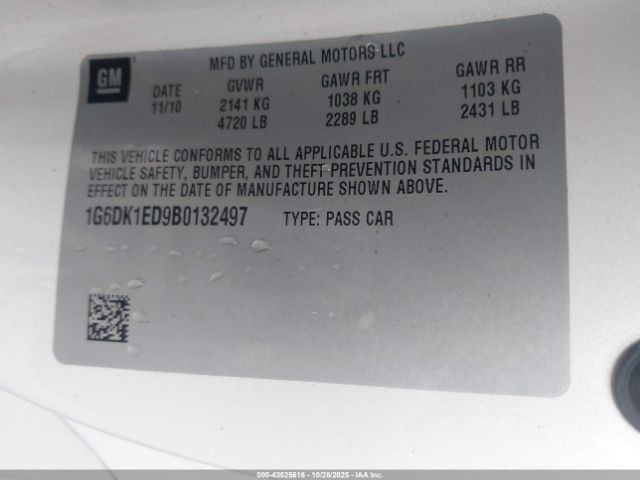 GM
MFD BY GENERAL MOTORS LLC
DATE GVWR GAWR FRT GAWR RR
11/10 2141 KG 1038 KG 1103 KG
4720 LB 2289 LB 2431 LB
THIS VEHICLE CONFORMS TO ALL APPLICABLE U.S. FEDERAL MOTOR
VEHICLE SAFETY, BUMPER, AND THEFT PREVENTION STANDARDS IN
EFFECT ON THE DATE OF MANUFACTURE SHOWN ABOVE.
1G6DK1ED9B0132497 TYPE: PASS CAR
000-43525616 - 10/28/2025 - Copyright IAA, Inc.